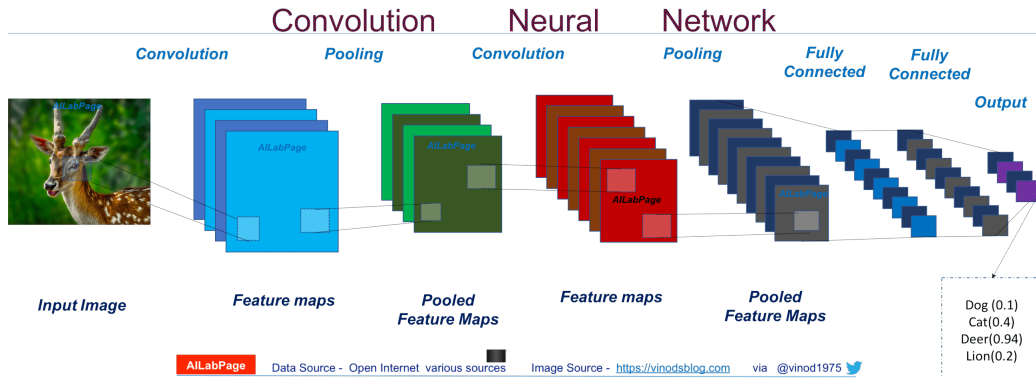 Convolution Neural Network
Convolution Pooling Convolution Pooling Fully Connected Fully Connected Output
AILabPage
AILabPage
AILabPage
AILabPage
AILabPage
Input Image Feature maps Pooled Feature Maps Feature maps Pooled Feature Maps
Dog (0.1)
Cat(0.4)
Deer(0.94)
Lion(0.2)
AILabPage Data Source - Open Internet various sources Image Source - https://vinodsblog.com via @vinod1975